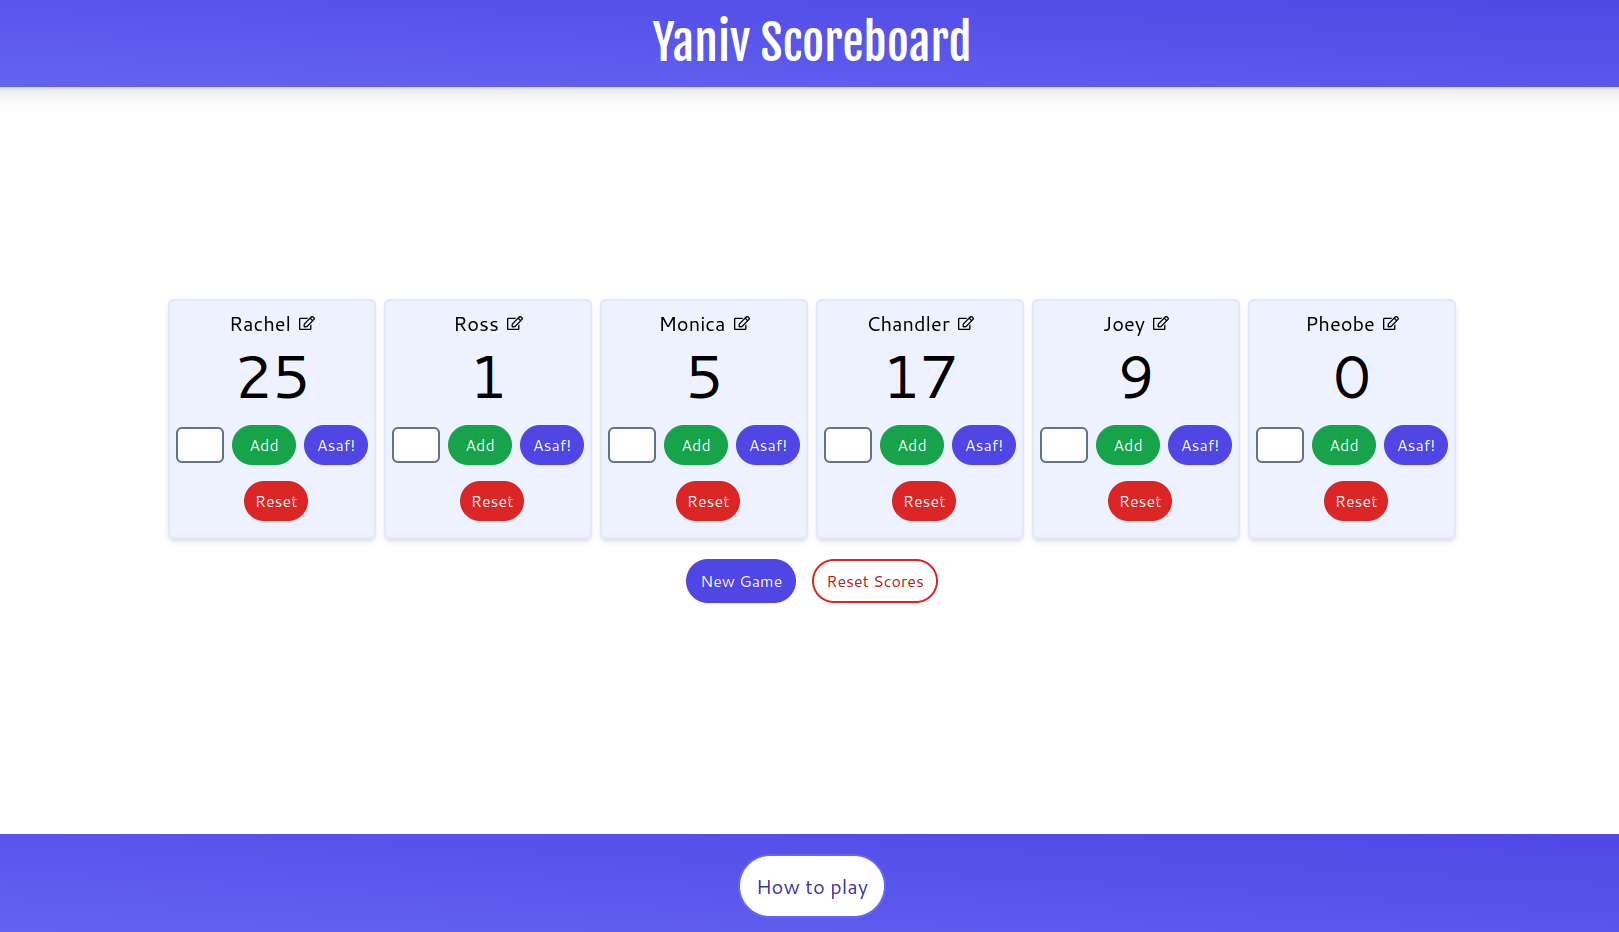 Yaniv Scoreboard
Rachel Ross Monica Chandler Joey Pheobe
25 1 5 17 9 0
Add Asaf! Add Asaf! Add Asaf! Add Asaf! Add Asaf! Add Asaf!
Reset Reset Reset Reset Reset Reset
New Game Reset Scores
How to play